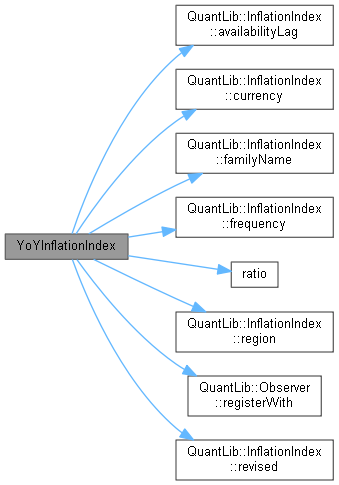 QuantLib::InflationIndex
::availabilityLag
QuantLib::InflationIndex
::currency
QuantLib::InflationIndex
::familyName
QuantLib::InflationIndex
::frequency
YoYInflationIndex
ratio
QuantLib::InflationIndex
::region
QuantLib::Observer
::registerWith
QuantLib::InflationIndex
::revised